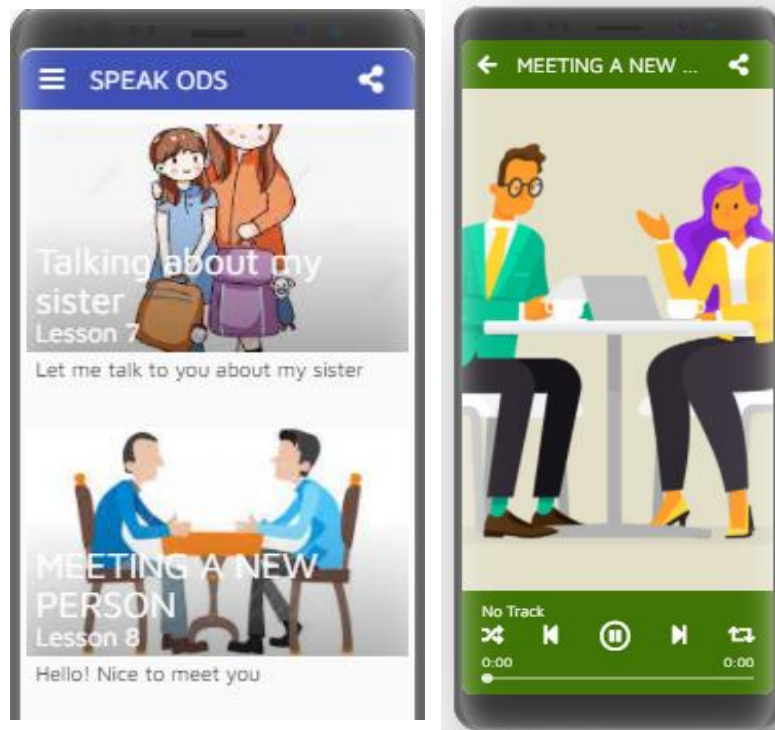 SPEAK ODS
Talking about my
sister
Lesson 7
Let me talk to you about my sister
MEETING A NEW
PERSON
Lesson 8
Hello! Nice to meet you
MEETING A NEW ...
No Track
0:00
0:00